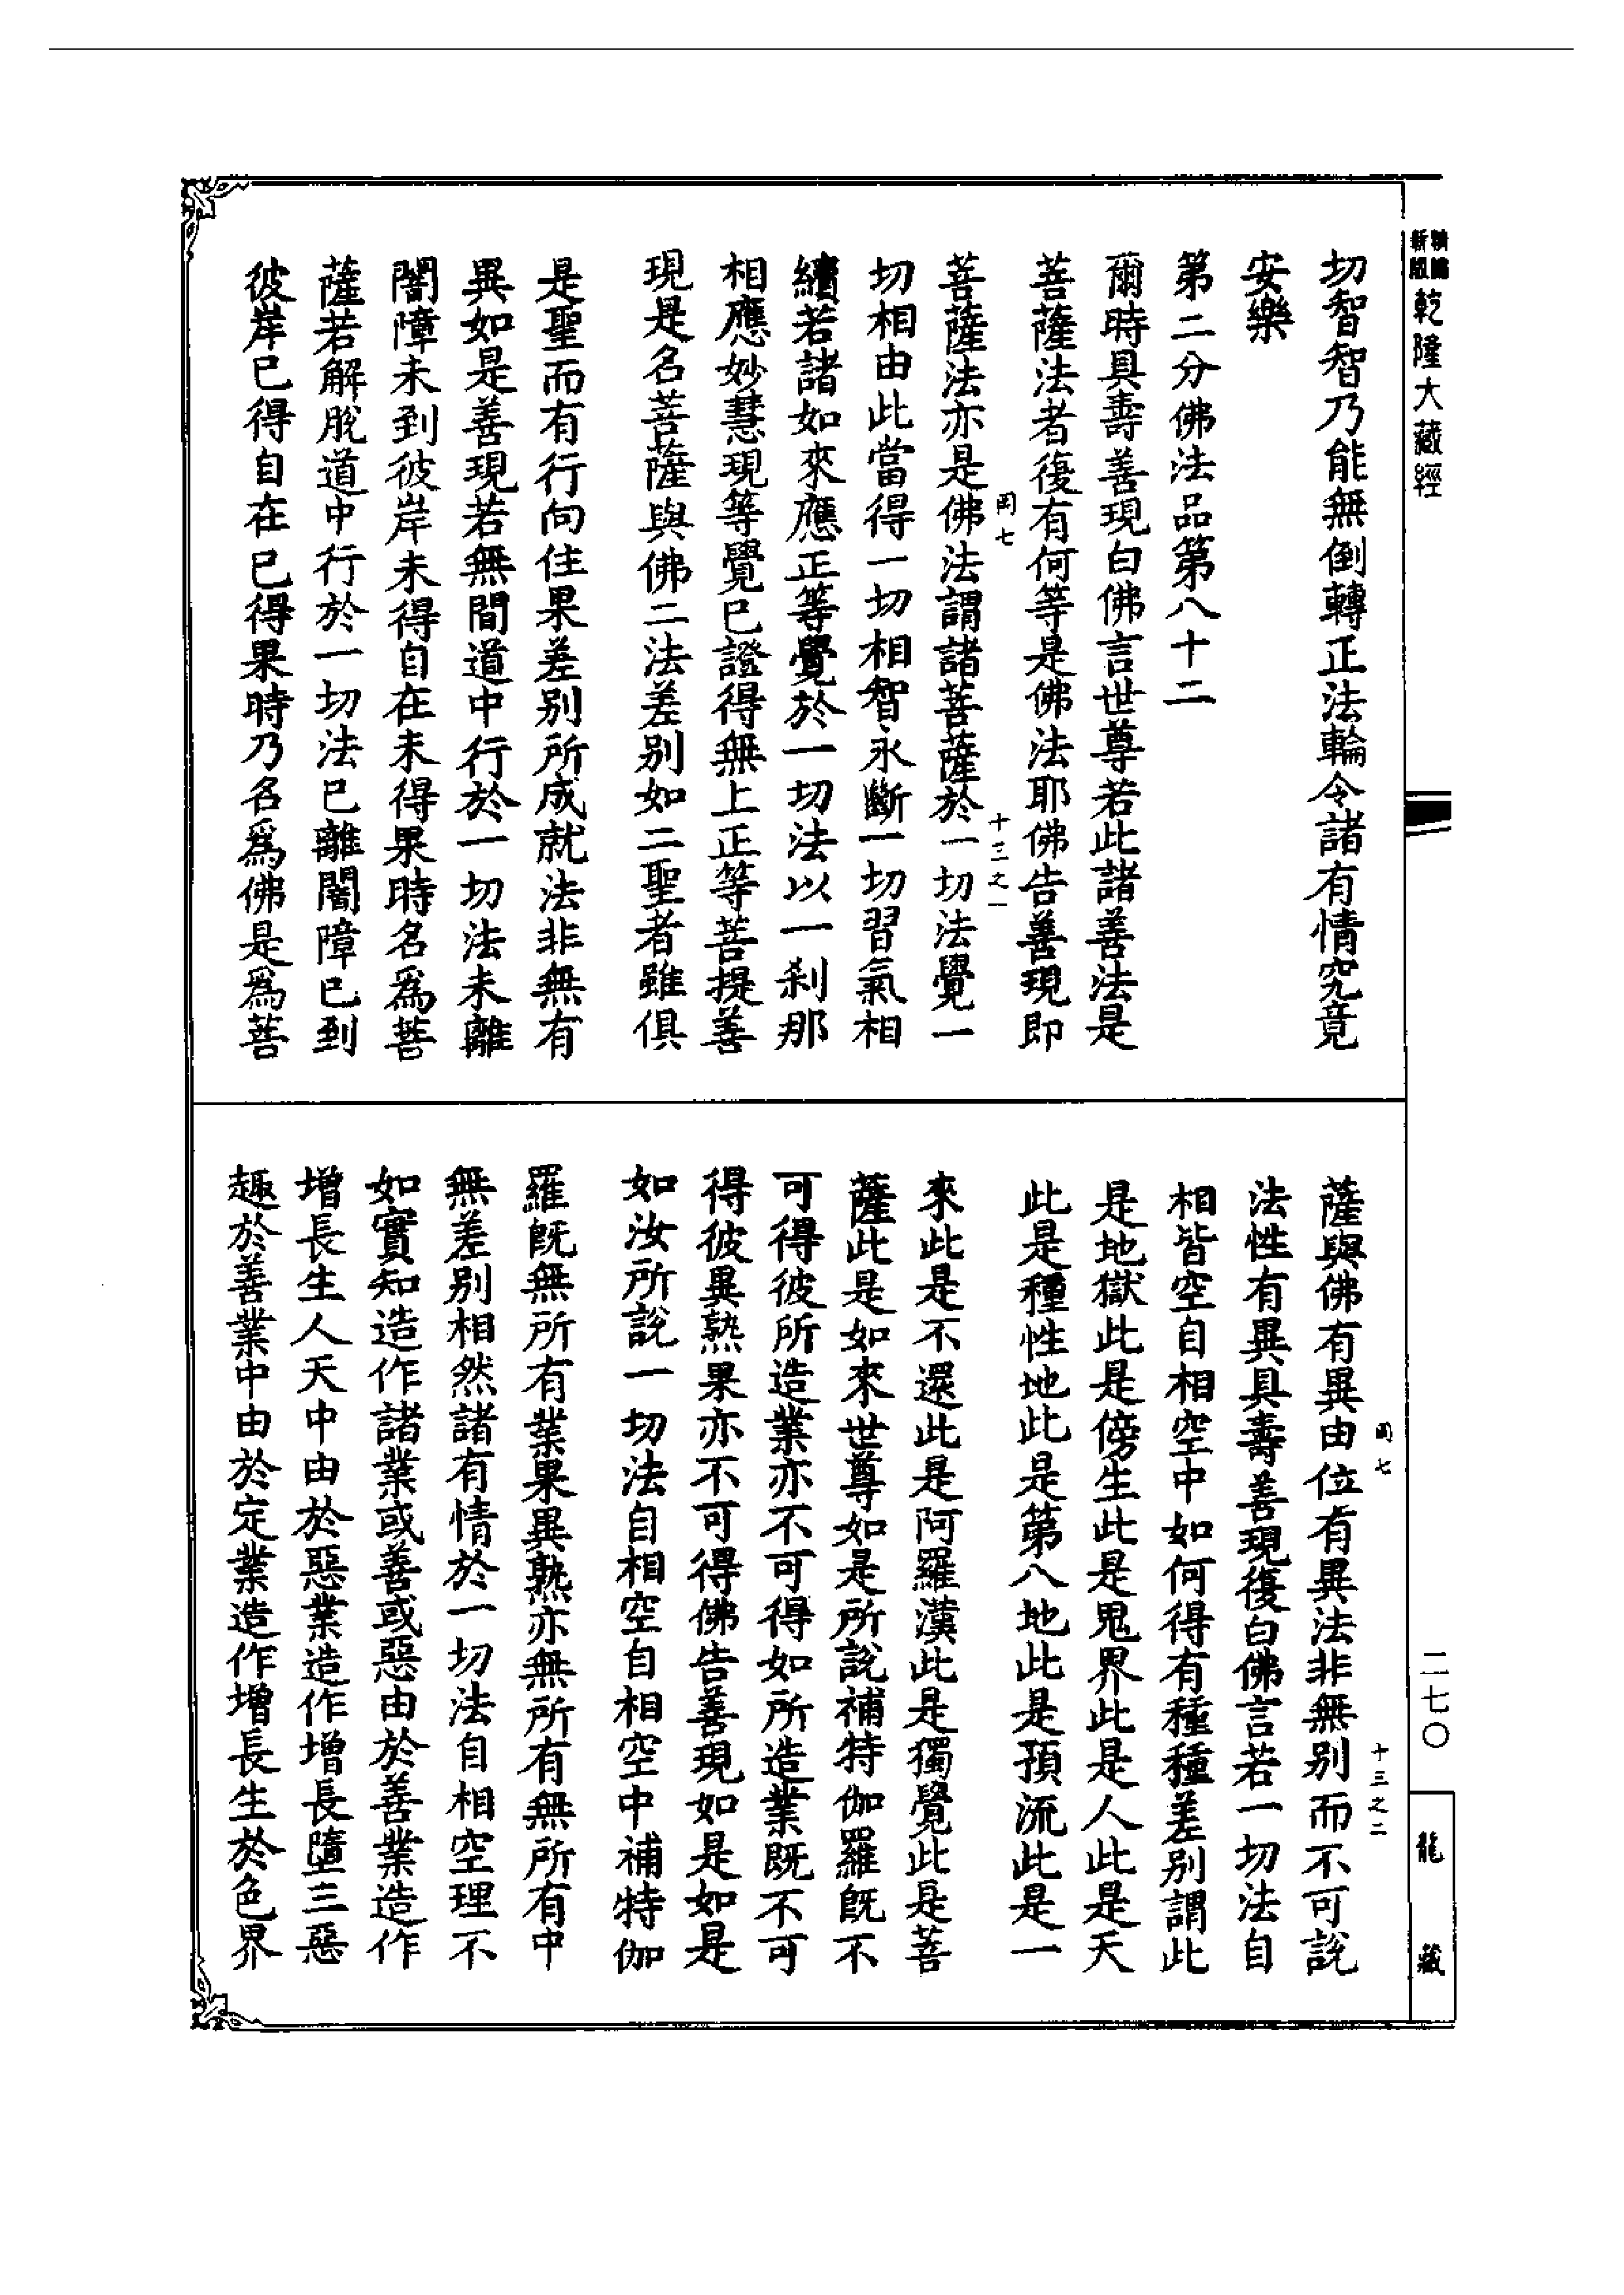 精編新版
乾隆大藏經
切智智乃能無倒轉正法輪令諸有情究竟
安樂
第二分佛法品第八十二
爾時具壽善現白佛言世尊若此諸善法是
菩薩法者復有何等是佛法耶佛告善現即
罔七
十三之一
菩薩法亦是佛法謂諸菩薩於一切法覺一
切相由此當得一切相智永斷一切習氣相
續若諸如來應正等覺於一切法以一剎那
相應妙慧現等覺已證得無上正等菩提善
現是名菩薩與佛二法差別如二聖者雖俱
是聖而有行向住果差別所成就法非無有
異如是善現若無間道中行於一切法未離
闇障未到彼岸未得自在未得果時名爲菩
薩若解脫道中行於一切法已離闇障已到
彼岸已得自在已得果時乃名爲佛是爲菩
罔七
十三之二
薩與佛有異由位有異法非無別而不可說
法性有異具壽善現復白佛言若一切法自
相皆空自相空中如何得有種種差別謂此
是地獄此是傍生此是鬼界此是人此是天
此是種性地此是第八地此是預流此是一
來此是不還此是阿羅漢此是獨覺此是菩
薩此是如來世尊如是所說補特伽羅既不
可得彼所造業亦不可得如所造業既不可
得彼異熟果亦不可得佛告善現如是如是
如汝所說一切法自相空自相空中補特伽
羅既無所有業果異熟亦無所有無所有中
無差別相然諸有情於一切法自相空理不
如實知造作諸業或善或惡由於善業造作
增長生人天中由於惡業造作增長墮三惡
趣於善業中由於定業造作增長生於色界
二七〇
龍藏